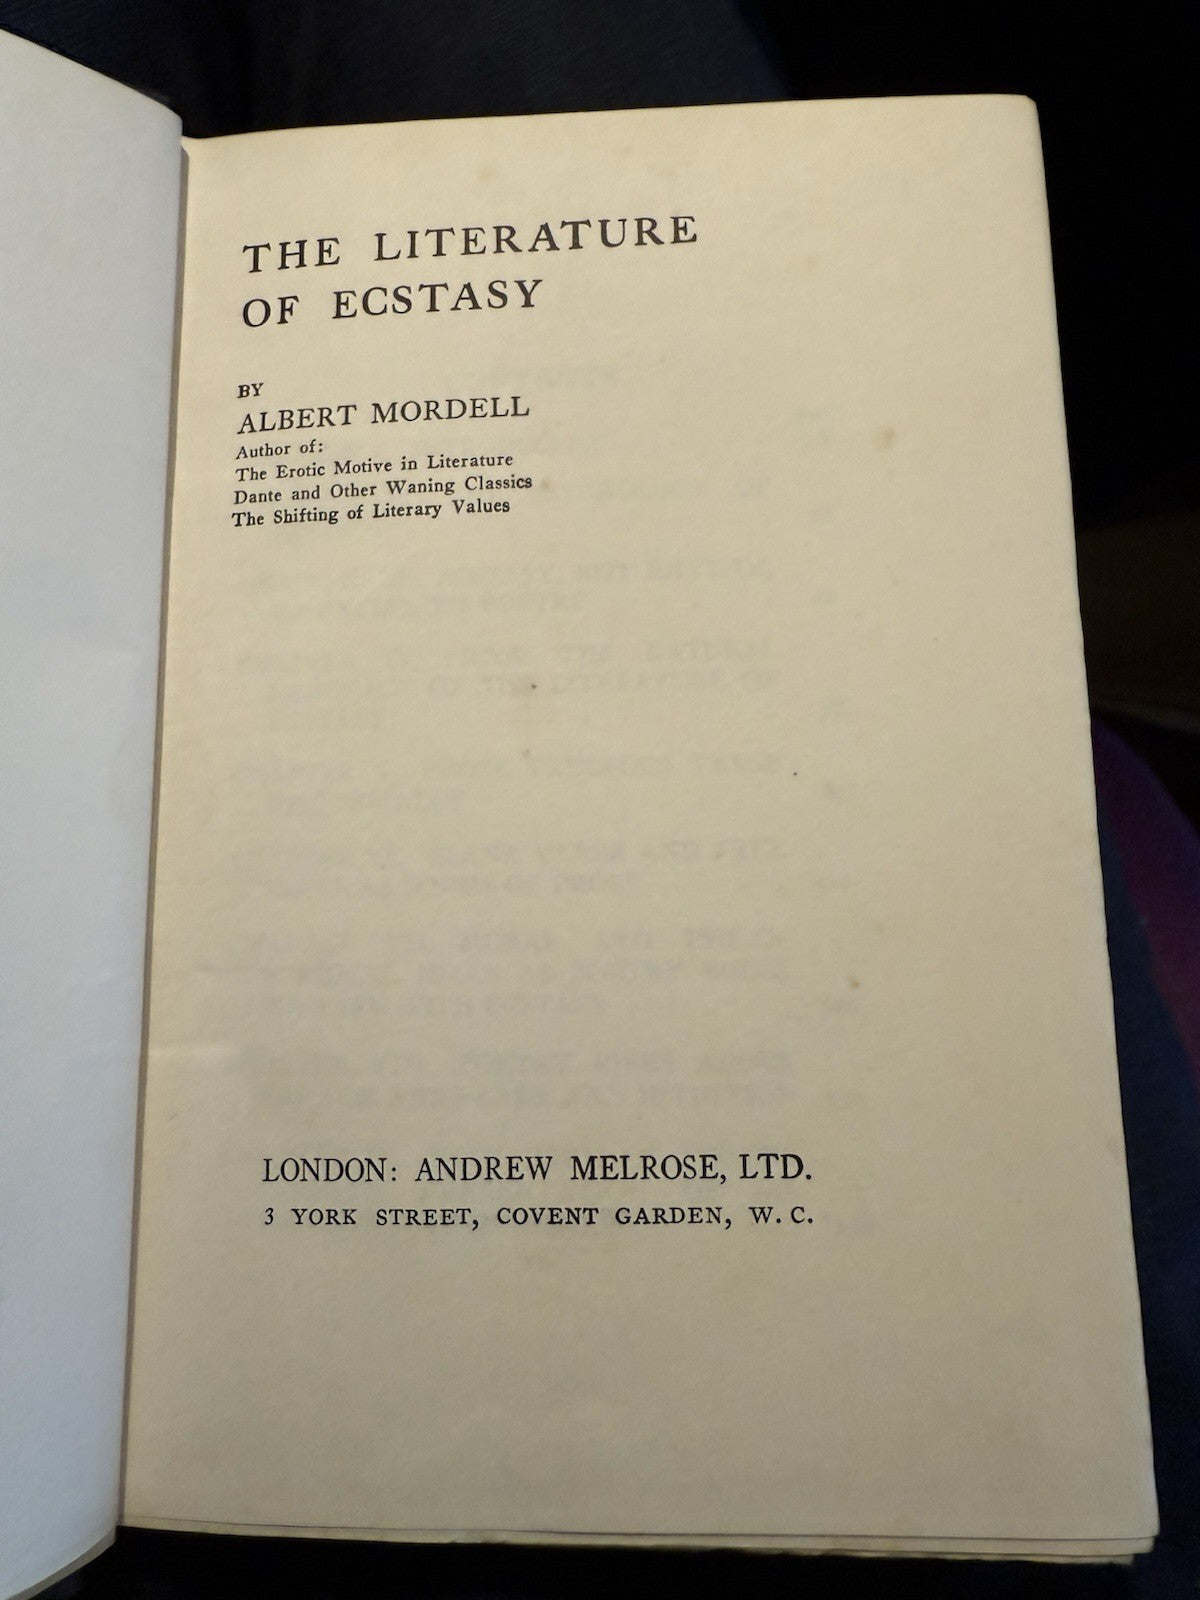 THE LITERATURE
OF ECSTASY
BY
ALBERT MORDELL
Author of:
The Erotic Motive in Literature
Dante and Other Waning Classics
The Shifting of Literary Values
LONDON: ANDREW MELROSE, LTD.
3 YORK STREET, COVENT GARDEN, W. C.